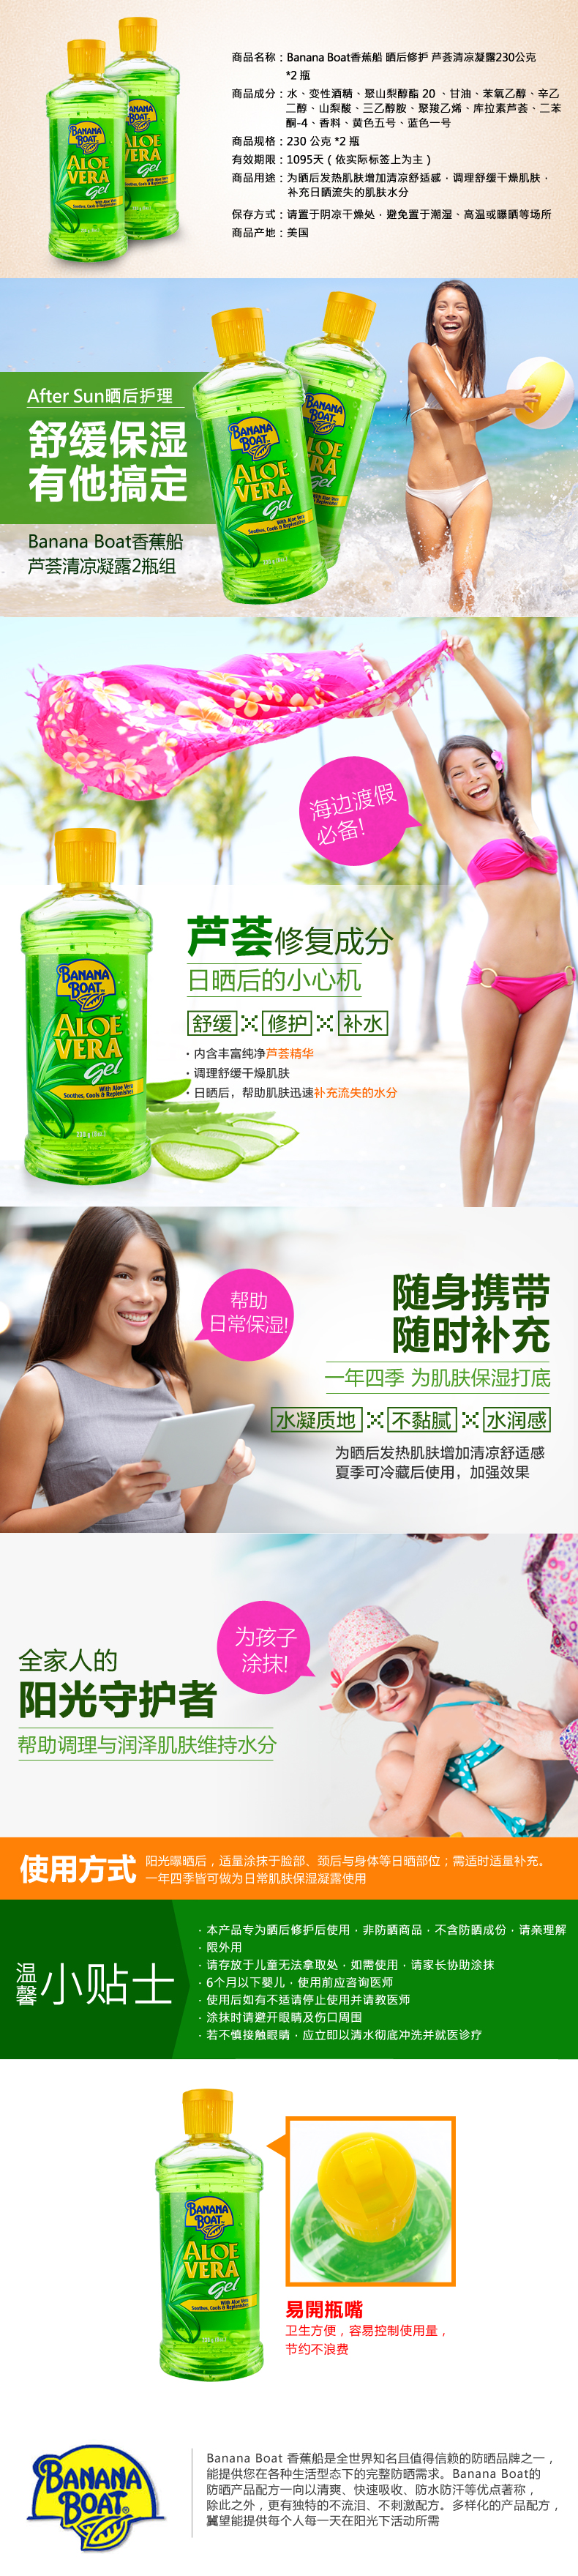 商品名称：Banana Boat香蕉船 晒后修护 芦荟清凉凝露230公克
*2 瓶
商品成分：水、变性酒精、聚山梨醇酯 20 、甘油、苯氧乙醇、辛乙
二醇、山梨酸、三乙醇胺、聚羧乙烯、库拉索芦荟、二苯
酮-4、香料、黄色五号、蓝色一号
商品规格：230 公克 *2 瓶
有效期限：1095天（依实际标签上为主）
商品用途：为晒后发热肌肤增加清凉舒适感，调理舒缓干燥肌肤，
补充日晒流失的肌肤水分
保存方式：请置于阴凉干燥处，避免置于潮湿、高温或曝晒等场所
商品产地：美国
BANANA
BOAT
ALOE
VERA
Gel
After Sun晒后护理
舒缓保湿
有他搞定
Banana Boat香蕉船
芦荟清凉凝露2瓶组
BANANA
BOAT
ALOE
VERA
Gel
With Aloe Vera
Soothes, Cools & Replenishes
海边渡假
必备!
芦荟修复成分
日晒后的小心机
舒缓 × 修护 × 补水
·内含丰富纯净芦荟精华
·调理舒缓干燥肌肤
·日晒后，帮助肌肤迅速补充流失的水分
BANANA
BOAT
ALOE
VERA
Gel
With Aloe Vera
Soothes, Cools & Replenishes
帮助
日常保湿!
随身携带
随时补充
一年四季 为肌肤保湿打底
水凝质地 × 不黏腻 × 水润感
为晒后发热肌肤增加清凉舒适感
夏季可冷藏后使用，加强效果
为孩子
涂抹!
全家人的
阳光守护者
帮助调理与润泽肌肤维持水分
使用方式
阳光曝晒后，适量涂抹于脸部、颈后与身体等日晒部位；需适时适量补充。
一年四季皆可做为日常肌肤保湿凝露使用
温馨小贴士
·本产品专为晒后修护后使用，非防晒商品，不含防晒成份，请亲理解
·限外用
·请存放于儿童无法拿取处，如需使用，请家长协助涂抹
·6个月以下婴儿，使用前应咨询医师
·使用后如有不适请停止使用并请教医师
·涂抹时请避开眼睛及伤口周围
·若不慎接触眼睛，应立即以清水彻底冲洗并就医诊疗
BANANA
BOAT
ALOE
VERA
Gel
With Aloe Vera
Soothes, Cools & Replenishes
易開瓶嘴
卫生方便，容易控制使用量，
节约不浪费
BANANA
BOAT
Banana Boat 香蕉船是全世界知名且值得信赖的防晒品牌之一，
能提供您在各种生活型态下的完整防晒需求。Banana Boat的
防晒产品配方一向以清爽、快速吸收、防水防汗等优点著称，
除此之外，更有独特的不流泪、不刺激配方。多样化的产品配方，
冀望能提供每个人每一天在阳光下活动所需